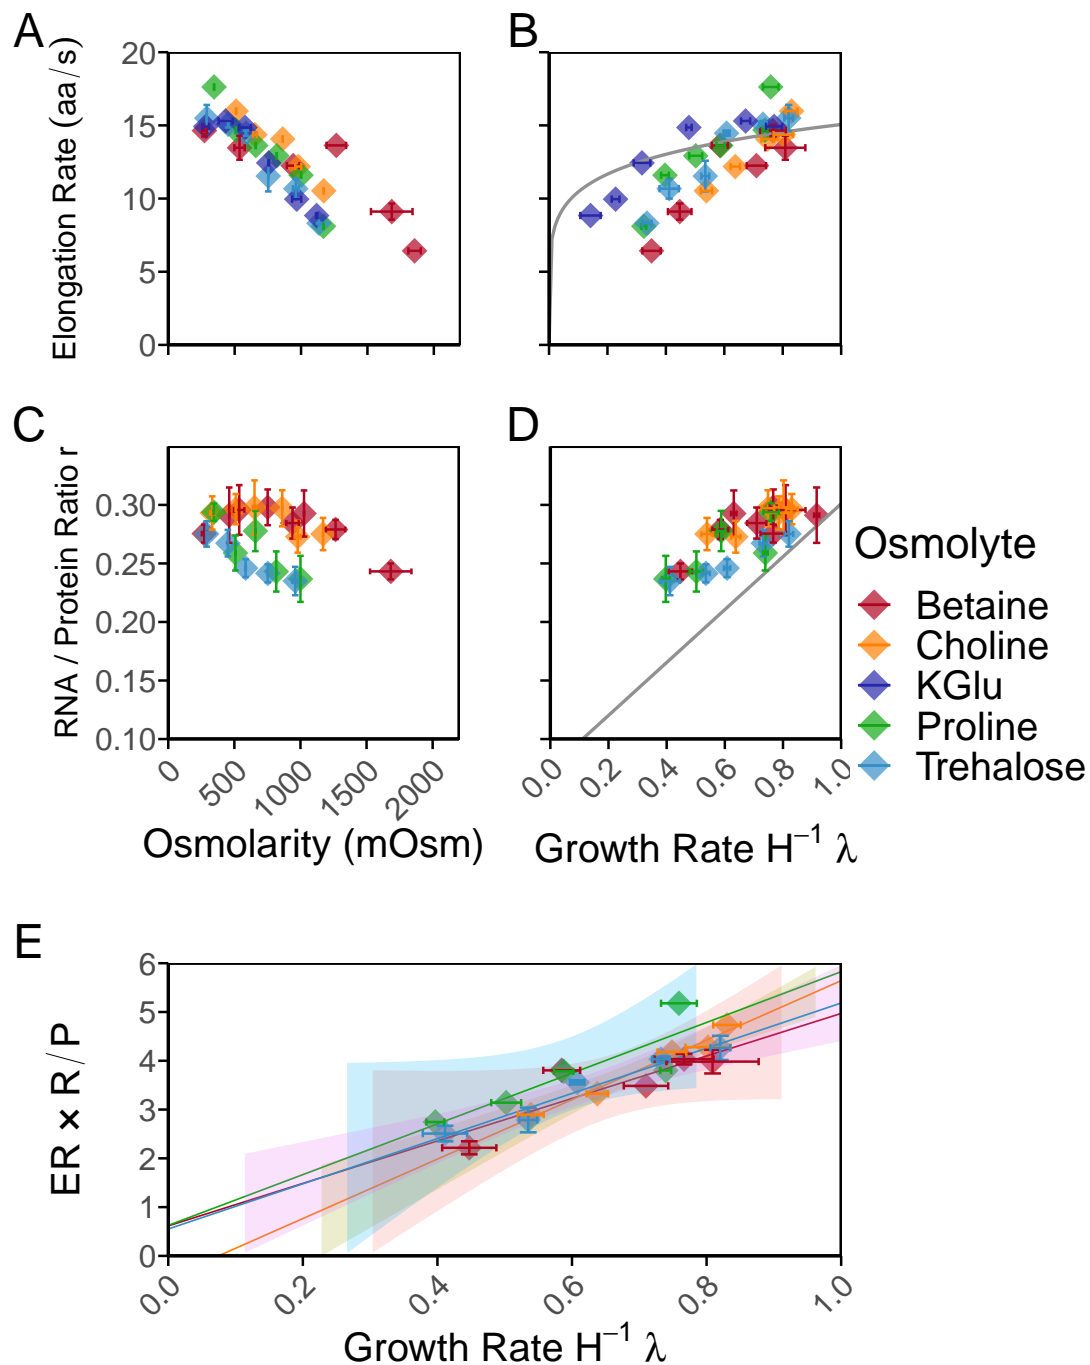 A
B
Elongation Rate (aa/s)
20
15
10
5
0
C
D
RNA / Protein Ratio r
0.30
0.25
0.20
0.15
0.10
0
500
1000
1500
2000
Osmolarity (mOsm)
0.0
0.2
0.4
0.6
0.8
1.0
Growth Rate H⁻¹ λ
Osmolyte
Betaine
Choline
KGlu
Proline
Trehalose
E
ER × R/P
6
5
4
3
2
1
0
0.0
0.2
0.4
0.6
0.8
1.0
Growth Rate H⁻¹ λ